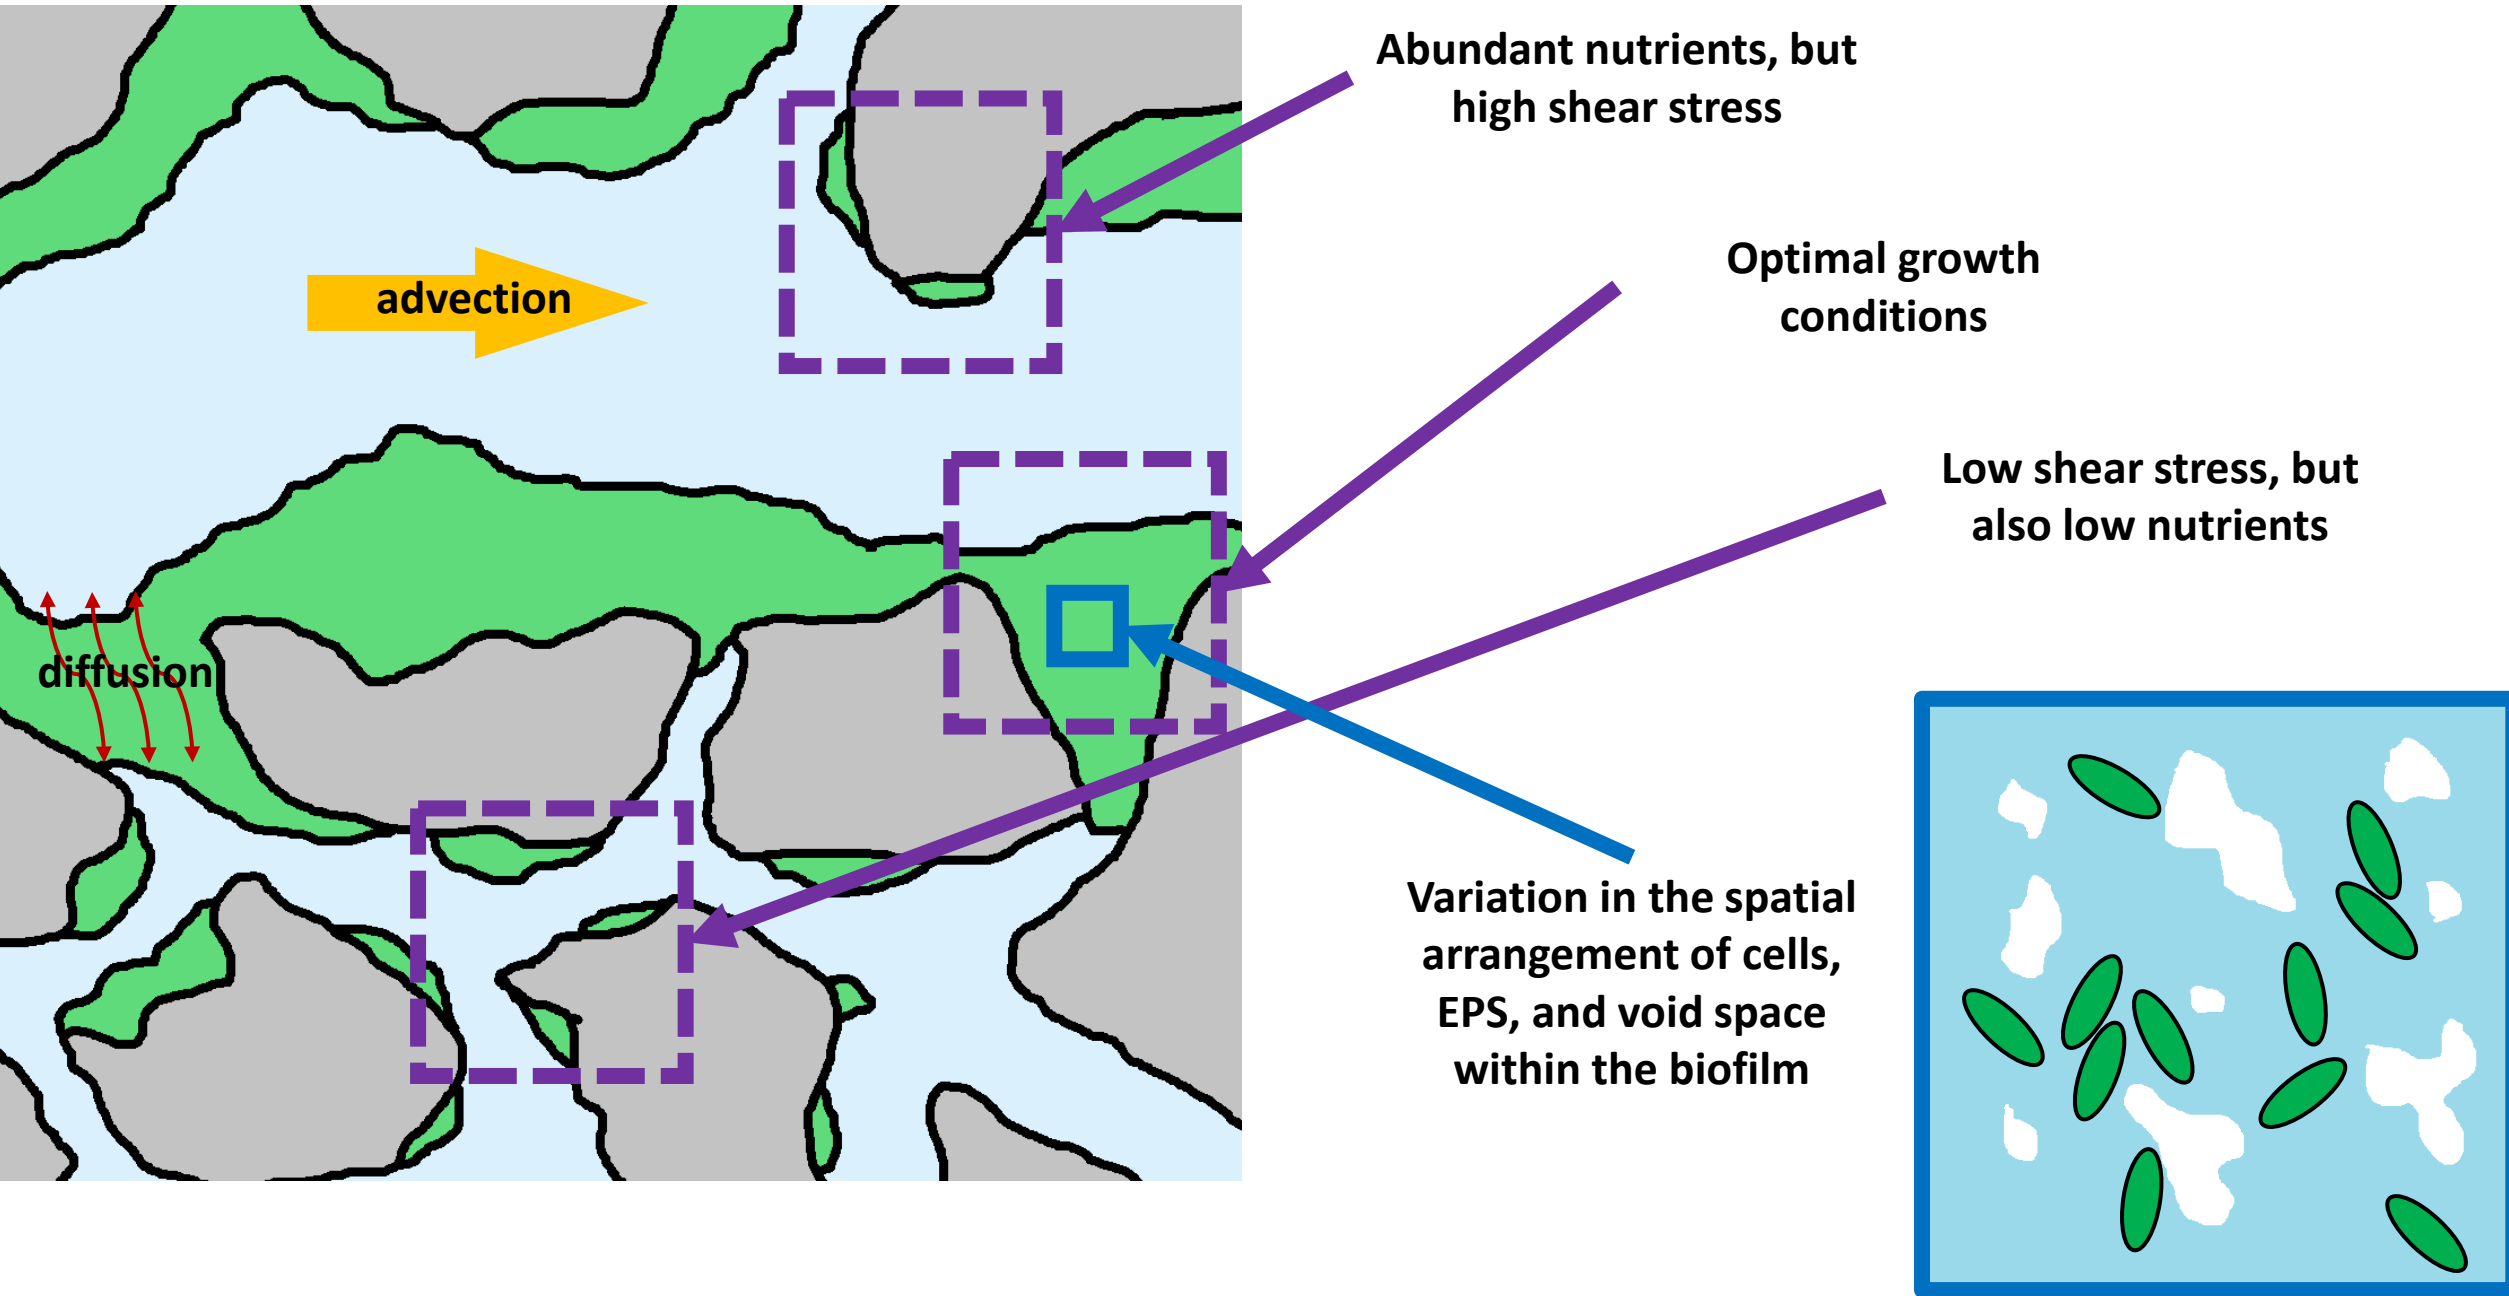 Abundant nutrients, but
high shear stress
advection
Optimal growth
conditions
Low shear stress, but
also low nutrients
diffusion
Variation in the spatial
arrangement of cells,
EPS, and void space
within the biofilm